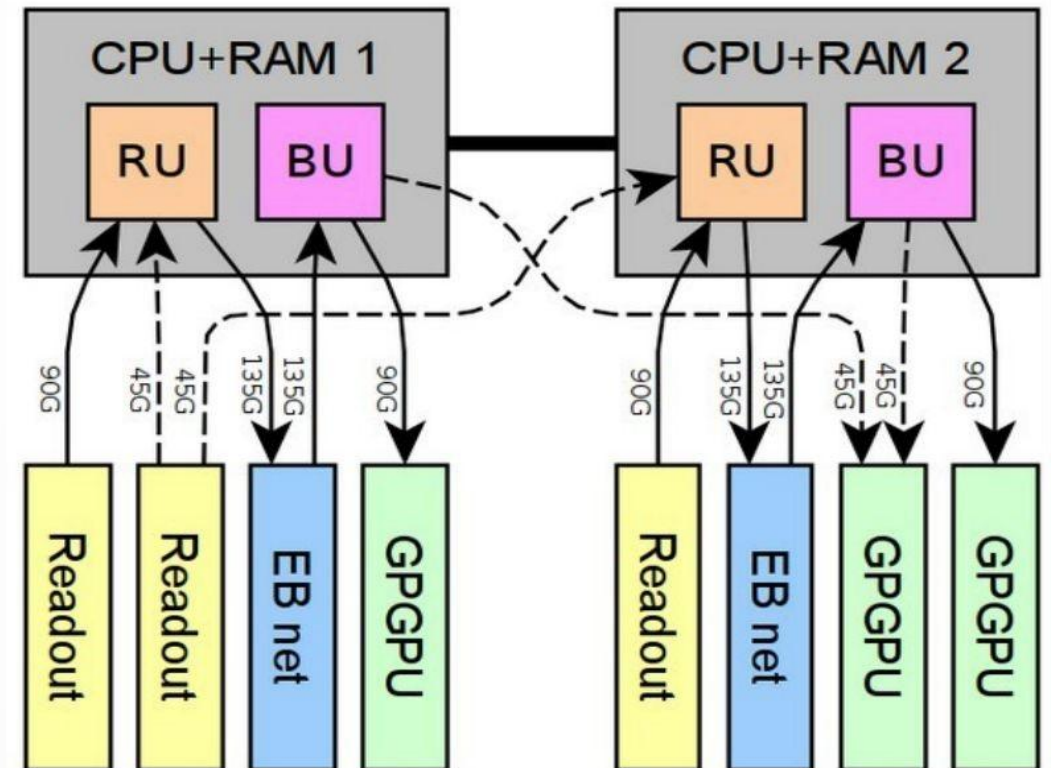 CPU+RAM 1
CPU+RAM 2
RU
BU
RU
BU
90G
45G
45G
135G
135G
90G
90G
135G
135G
45G
45G
90G
Readout
Readout
EB net
GPGPU
Readout
EB net
GPGPU
GPGPU